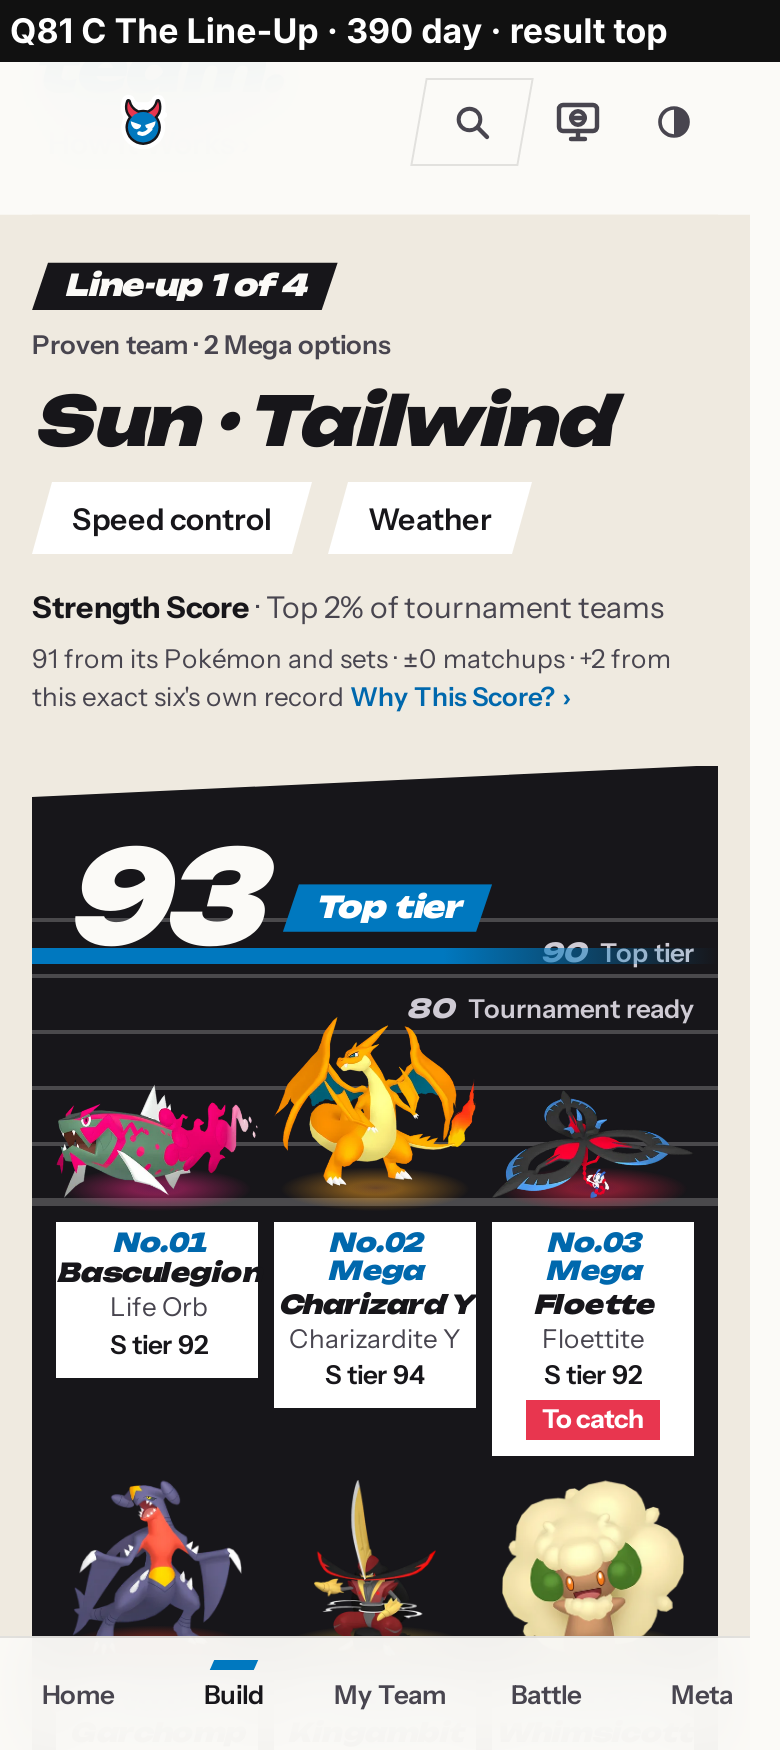 Q81 C The Line-Up · 390 day · result top
Line-up 1 of 4
Proven team · 2 Mega options
Sun · Tailwind
Speed control
Weather
Strength Score · Top 2% of tournament teams
91 from its Pokémon and sets · ±0 matchups · +2 from
this exact six's own record Why This Score? ›
93
Top tier
90 Top tier
80 Tournament ready
No.01
Basculegion
Life Orb
S tier 92
No.02
Mega
Charizard Y
Charizardite Y
S tier 94
No.03
Mega
Floette
Floettite
S tier 92
To catch
Home
Build
My Team
Battle
Meta
Garchomp
Kingambit
Whimsicott